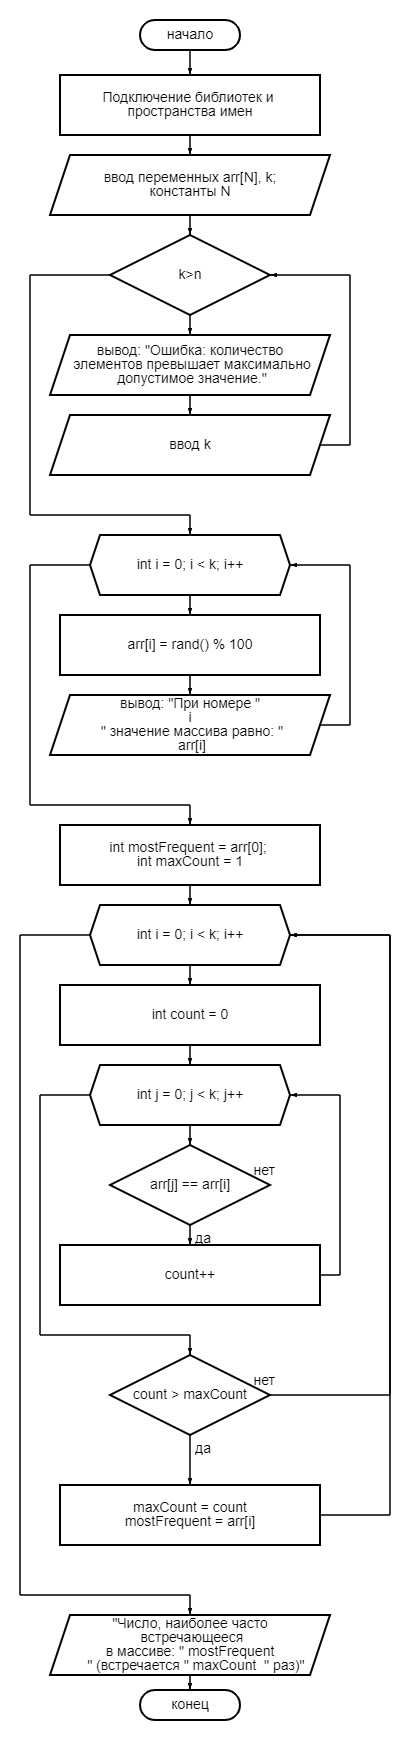 начало
Подключение библиотек и
пространства имен
ввод переменных arr[N], k;
константы N
k>n
вывод: "Ошибка: количество
элементов превышает максимально
допустимое значение."
ввод k
int i = 0; i < k; i++
arr[i] = rand() % 100
вывод: "При номере "
i
" значение массива равно: "
arr[i]
int mostFrequent = arr[0];
int maxCount = 1
int i = 0; i < k; i++
int count = 0
int j = 0; j < k; j++
нет
arr[j] == arr[i]
да
count++
нет
count > maxCount
да
maxCount = count
mostFrequent = arr[i]
"Число, наиболее часто
встречающееся
в массиве: " mostFrequent
" (встречается " maxCount " раз)"
конец